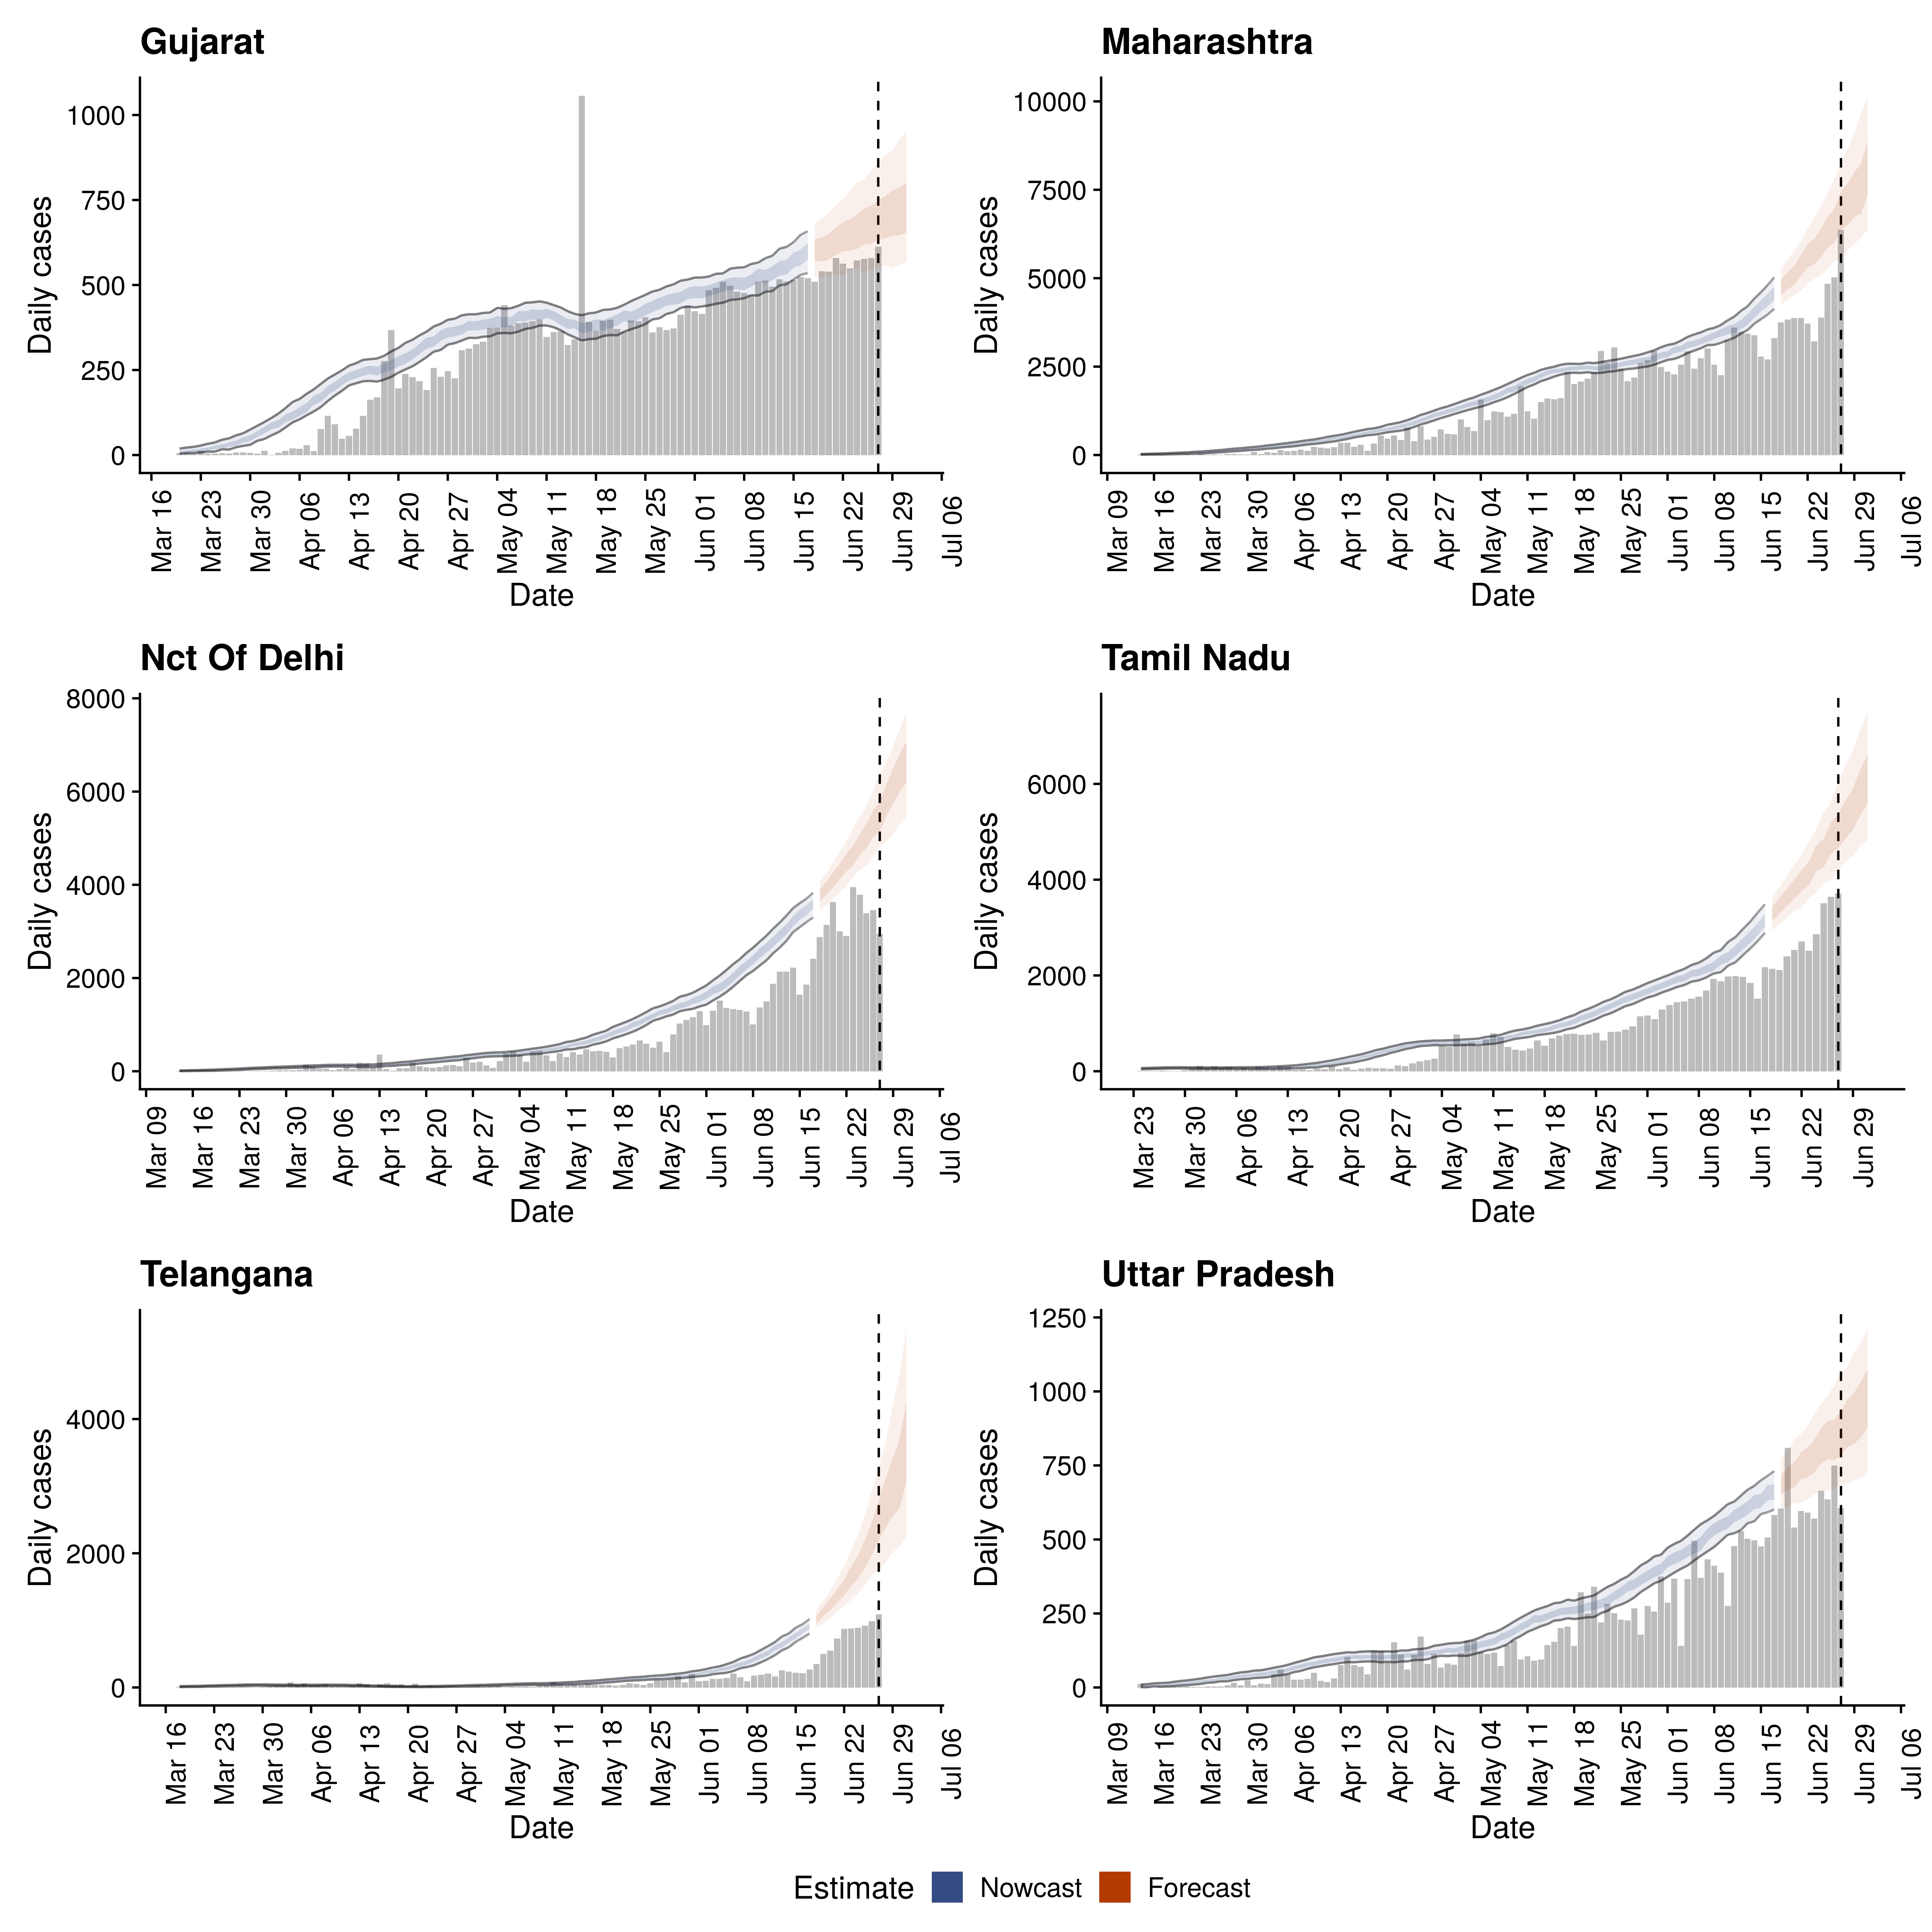 Gujarat
Daily cases
1000
750
500
250
0
Mar 16 Mar 23 Mar 30 Apr 06 Apr 13 Apr 20 Apr 27 May 04 May 11 May 18 May 25 Jun 01 Jun 08 Jun 15 Jun 22 Jun 29 Jul 06
Date
Maharashtra
Daily cases
10000
7500
5000
2500
0
Mar 09 Mar 16 Mar 23 Mar 30 Apr 06 Apr 13 Apr 20 Apr 27 May 04 May 11 May 18 May 25 Jun 01 Jun 08 Jun 15 Jun 22 Jun 29 Jul 06
Date
Nct Of Delhi
Daily cases
8000
6000
4000
2000
0
Mar 09 Mar 16 Mar 23 Mar 30 Apr 06 Apr 13 Apr 20 Apr 27 May 04 May 11 May 18 May 25 Jun 01 Jun 08 Jun 15 Jun 22 Jun 29 Jul 06
Date
Tamil Nadu
Daily cases
6000
4000
2000
0
Mar 23 Mar 30 Apr 06 Apr 13 Apr 20 Apr 27 May 04 May 11 May 18 May 25 Jun 01 Jun 08 Jun 15 Jun 22 Jun 29
Date
Telangana
Daily cases
4000
2000
0
Mar 16 Mar 23 Mar 30 Apr 06 Apr 13 Apr 20 Apr 27 May 04 May 11 May 18 May 25 Jun 01 Jun 08 Jun 15 Jun 22 Jun 29 Jul 06
Date
Uttar Pradesh
Daily cases
1250
1000
750
500
250
0
Mar 09 Mar 16 Mar 23 Mar 30 Apr 06 Apr 13 Apr 20 Apr 27 May 04 May 11 May 18 May 25 Jun 01 Jun 08 Jun 15 Jun 22 Jun 29 Jul 06
Date
Estimate Nowcast Forecast